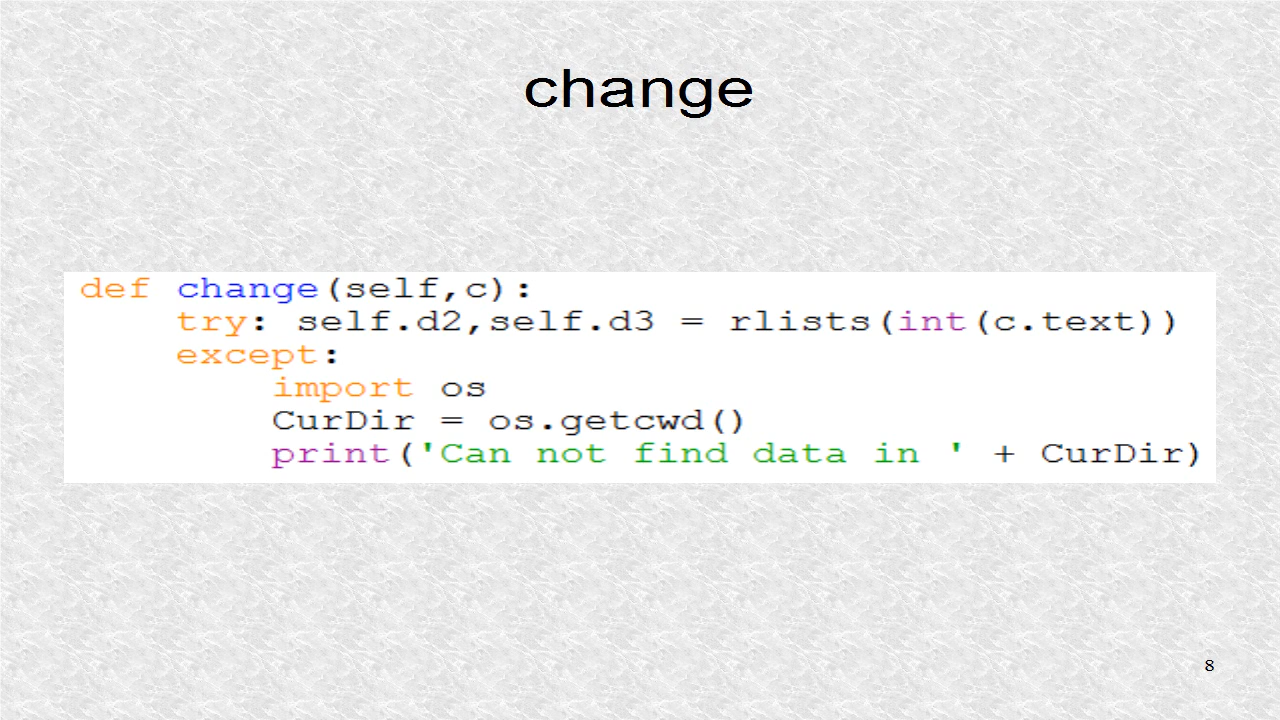 change
def change(self,c):
try: self.d2,self.d3 = rlists(int(c.text))
except:
import os
CurDir = os.getcwd()
print('Can not find data in ' + CurDir)
8